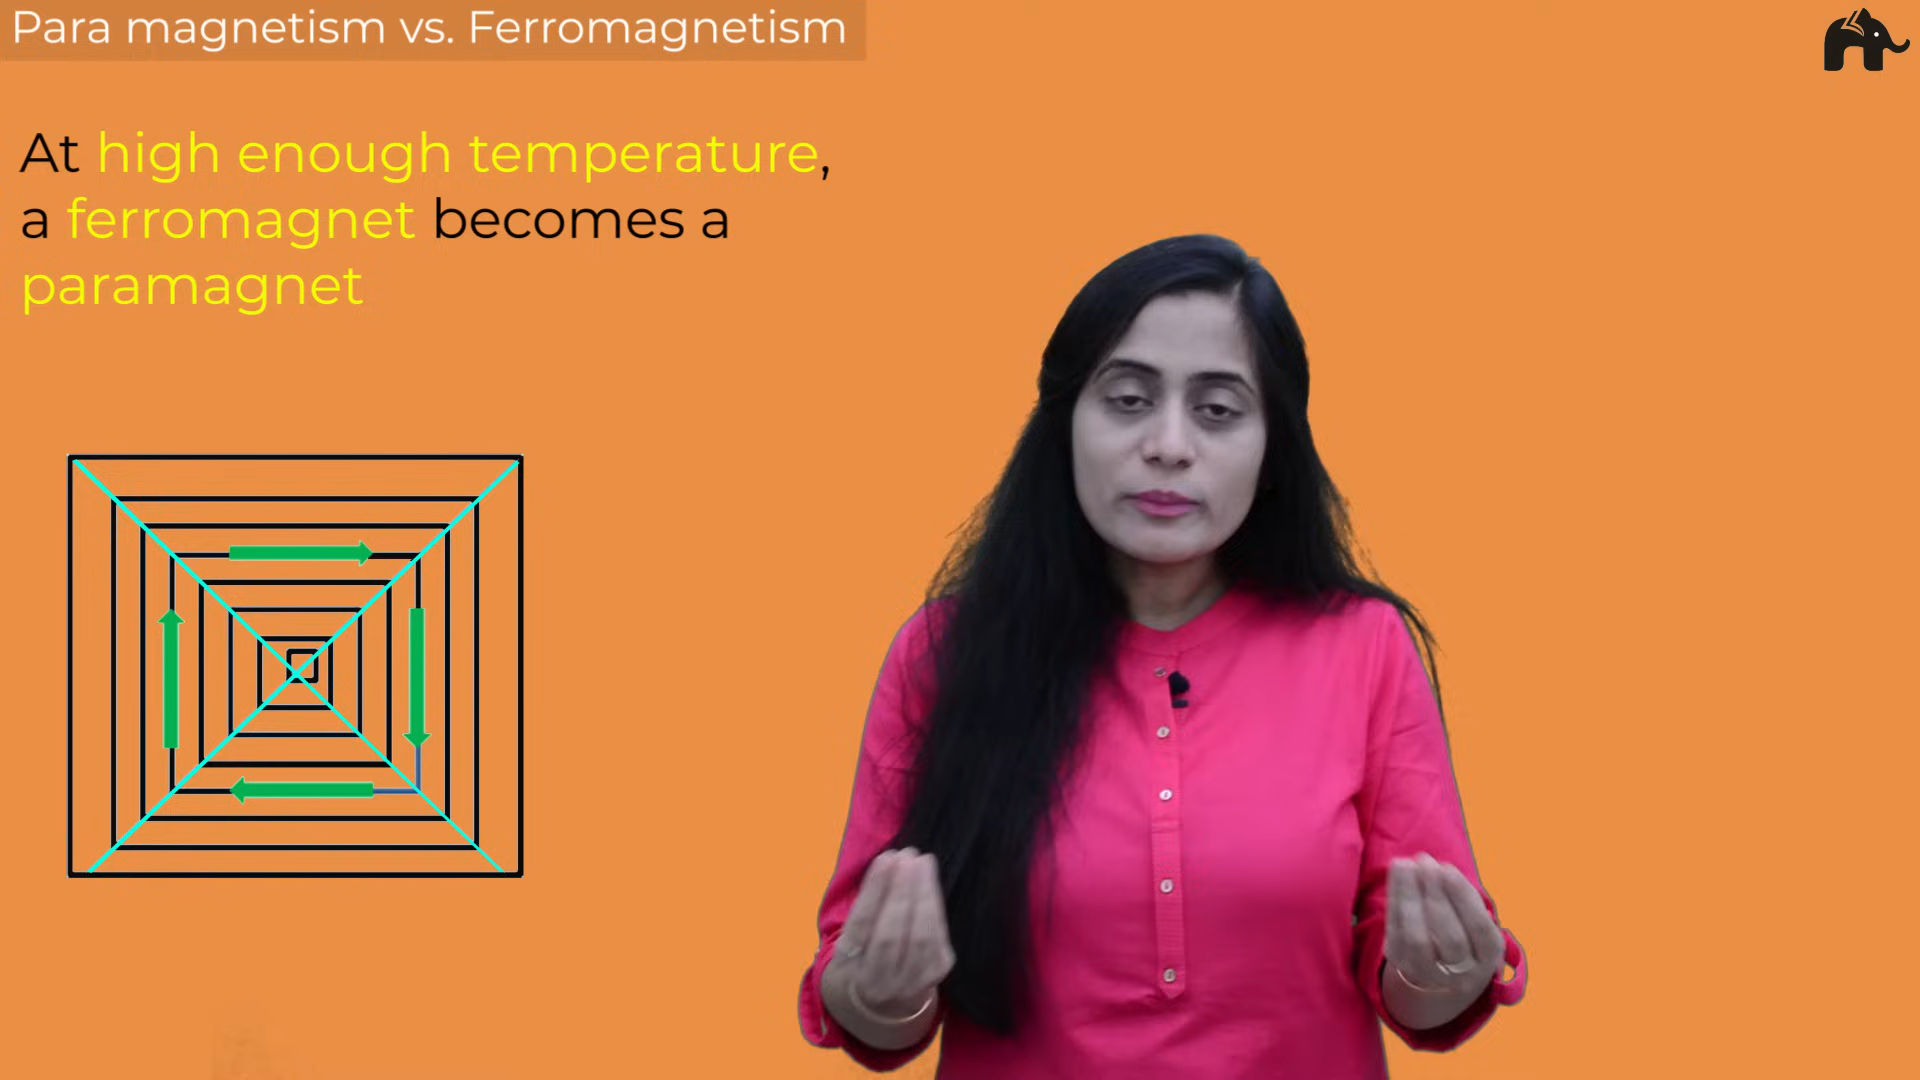 Para magnetism vs. Ferromagnetism
At high enough temperature,
a ferromagnet becomes a
paramagnet